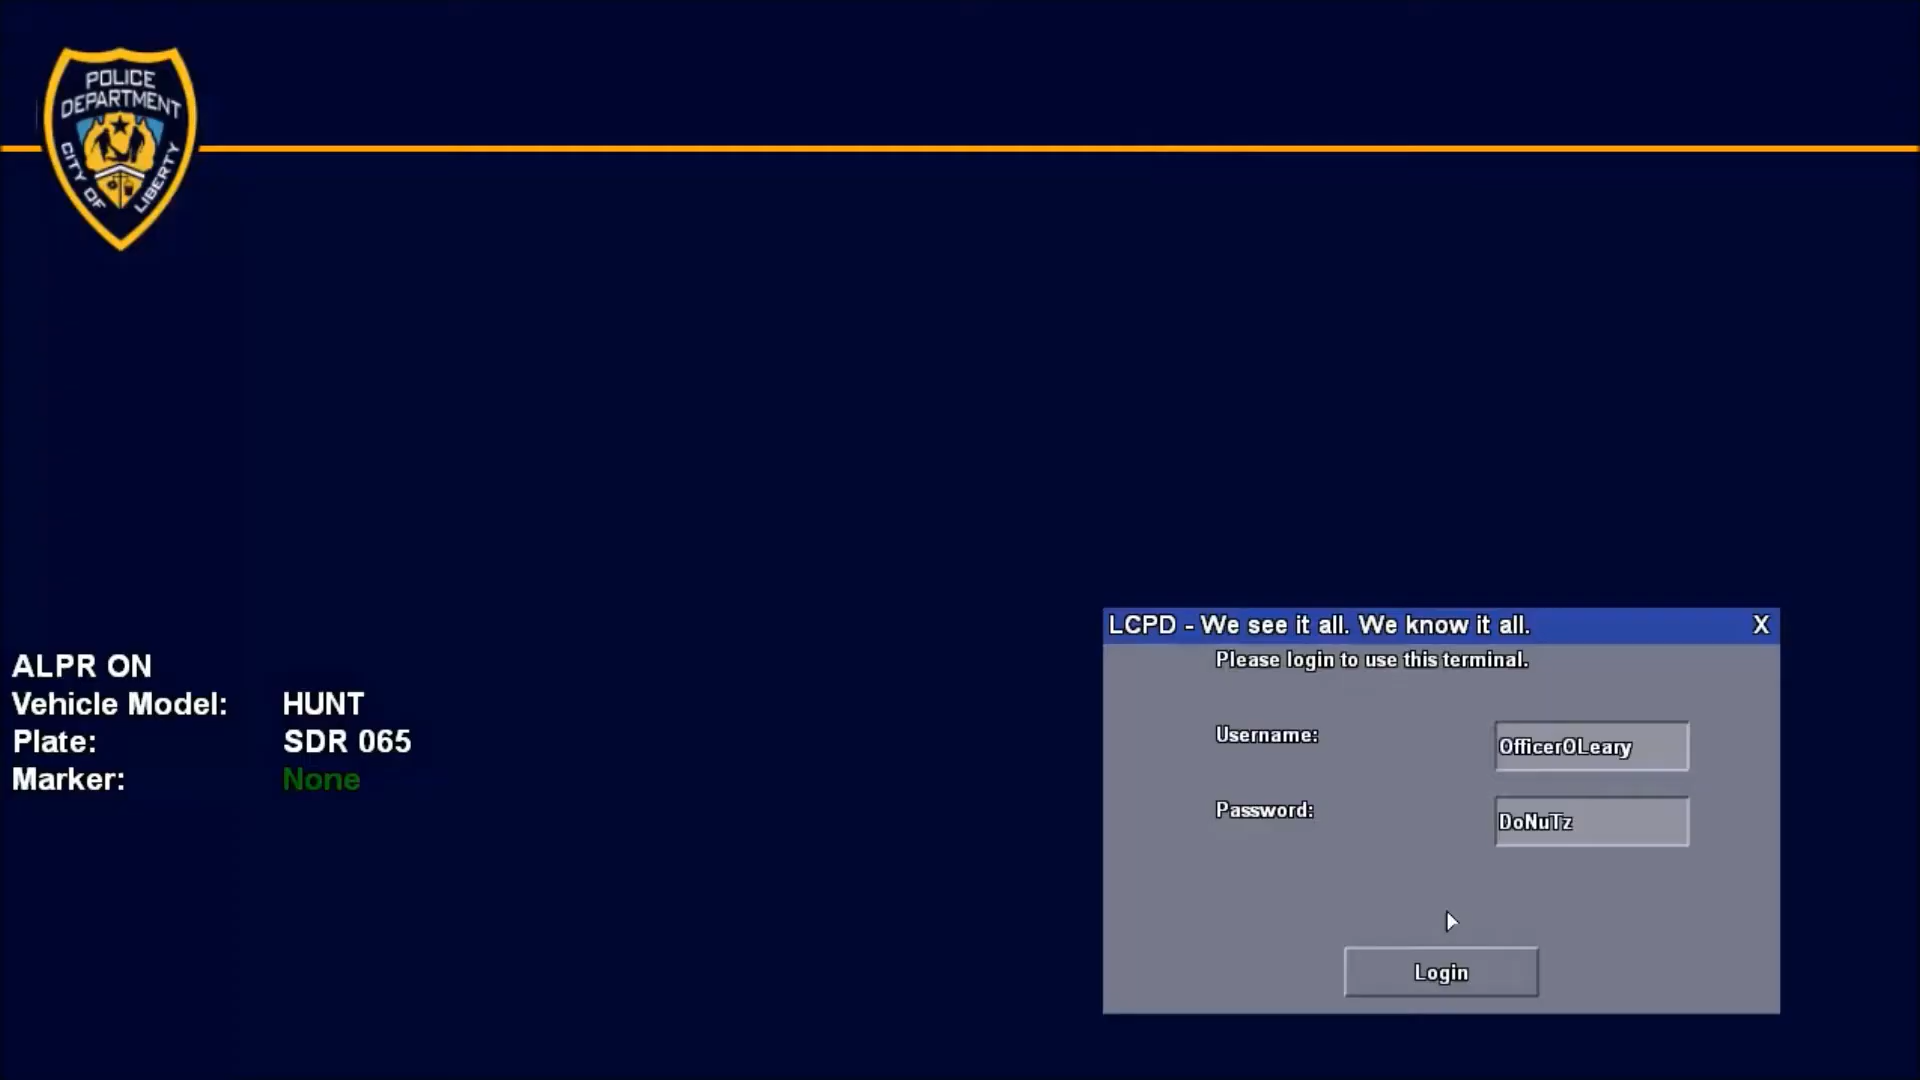 POLICE
DEPARTMENT
CITY OF LIBERTY
ALPR ON
Vehicle Model: HUNT
Plate: SDR 065
Marker: None
LCPD - We see it all. We know it all. X
Please login to use this terminal.
Username: OfficerOLeary
Password: DoNuTz
Login